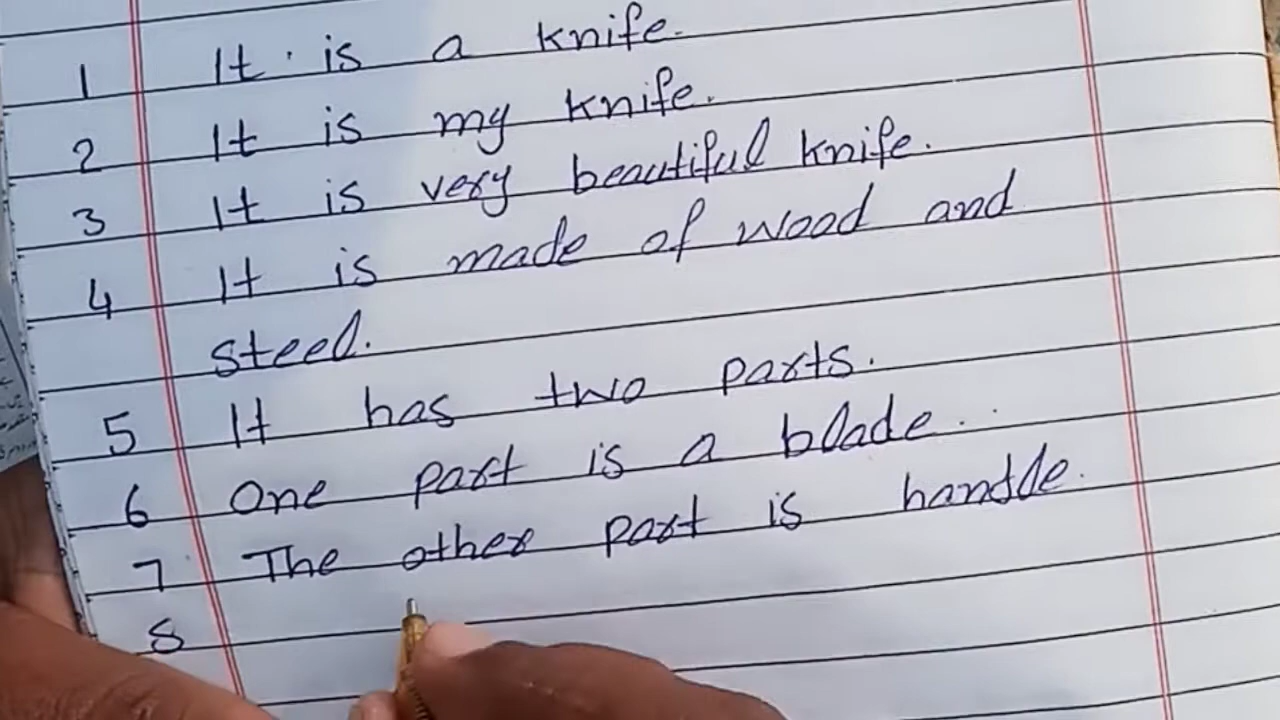 1 It is a knife.
2 It is my knife.
3 It is very beautiful knife.
4 It is made of wood and
steel.
5 It has two parts.
6 One part is a blade.
7 The other part is handle.
8